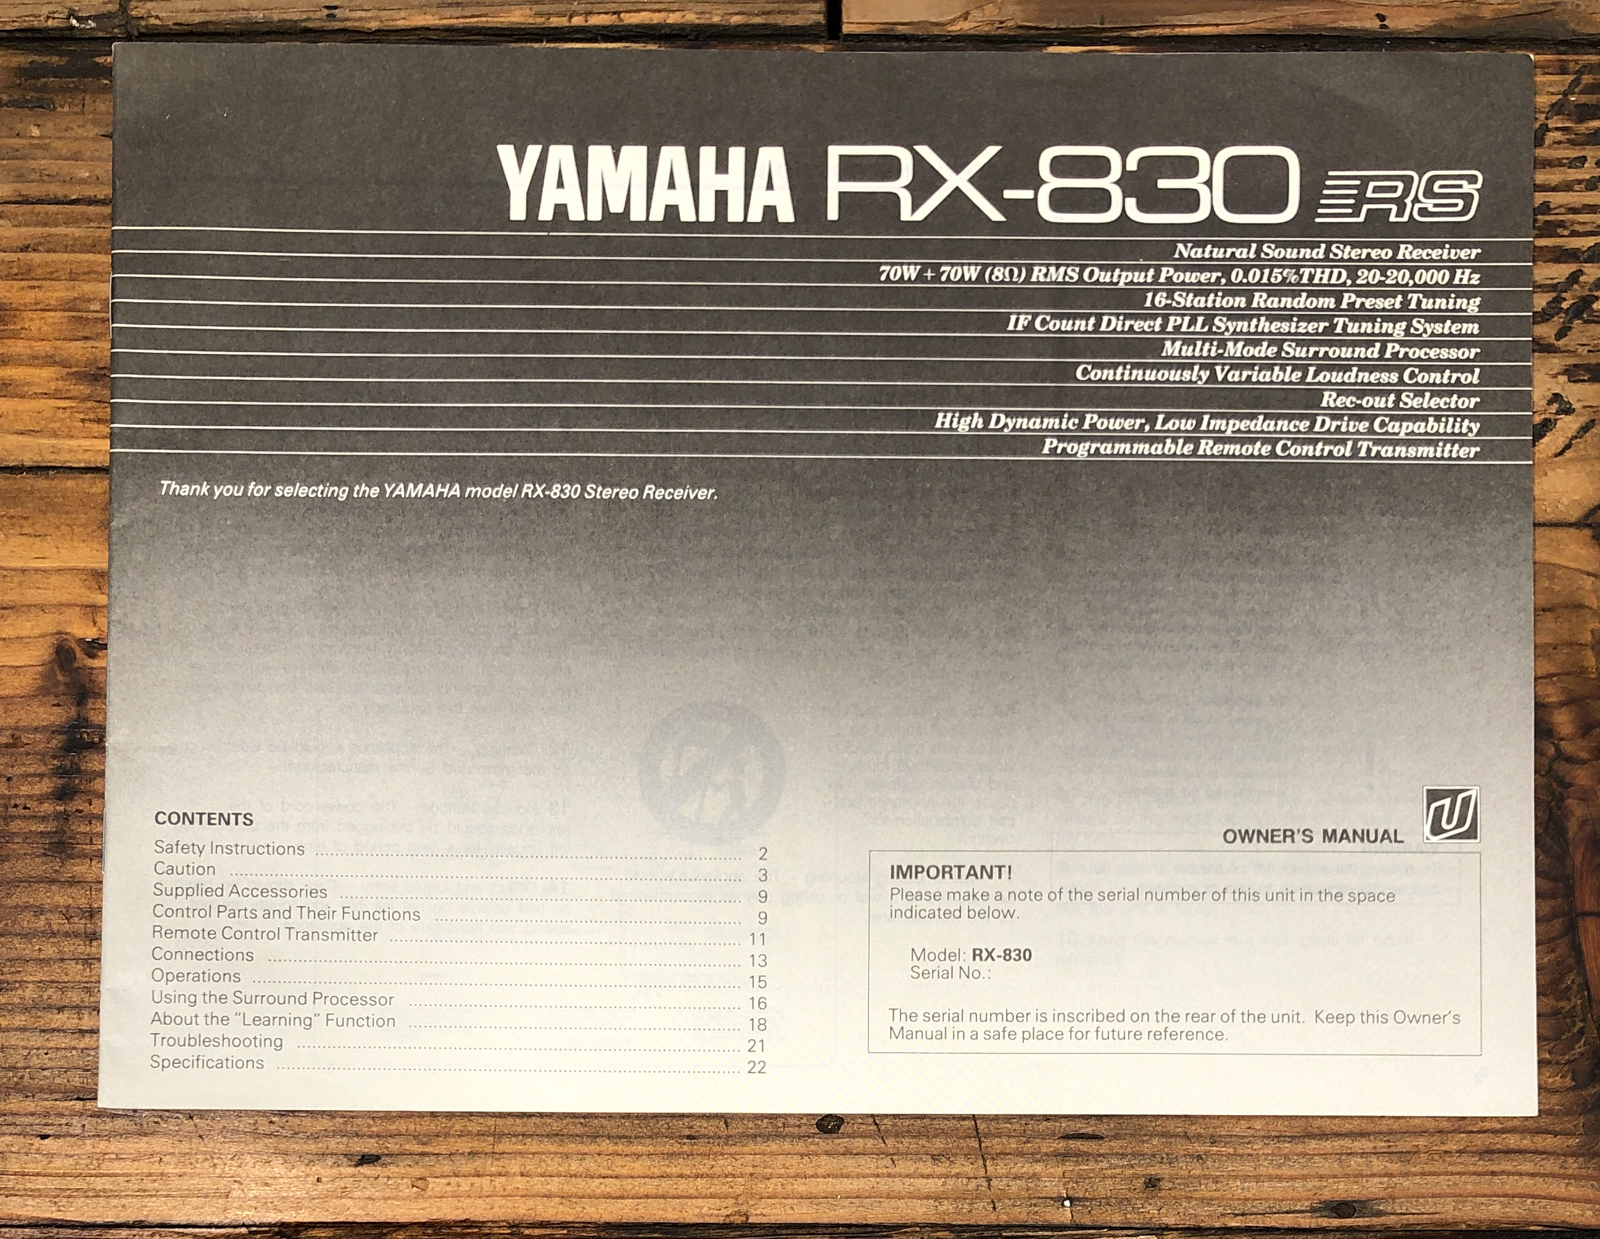 YAMAHA RX-830 RS
Natural Sound Stereo Receiver
70W + 70W (8Ω) RMS Output Power, 0.015%THD, 20-20,000 Hz
16-Station Random Preset Tuning
IF Count Direct PLL Synthesizer Tuning System
Multi-Mode Surround Processor
Continuously Variable Loudness Control
Rec-out Selector
High Dynamic Power, Low Impedance Drive Capability
Programmable Remote Control Transmitter
Thank you for selecting the YAMAHA model RX-830 Stereo Receiver.
CONTENTS
Safety Instructions ........ 2
Caution ........ 3
Supplied Accessories ........ 9
Control Parts and Their Functions ........ 9
Remote Control Transmitter ........ 11
Connections ........ 13
Operations ........ 15
Using the Surround Processor ........ 16
About the "Learning" Function ........ 18
Troubleshooting ........ 21
Specifications ........ 22
OWNER'S MANUAL U
IMPORTANT!
Please make a note of the serial number of this unit in the space
indicated below.
Model: RX-830
Serial No.:
The serial number is inscribed on the rear of the unit. Keep this Owner's
Manual in a safe place for future reference.